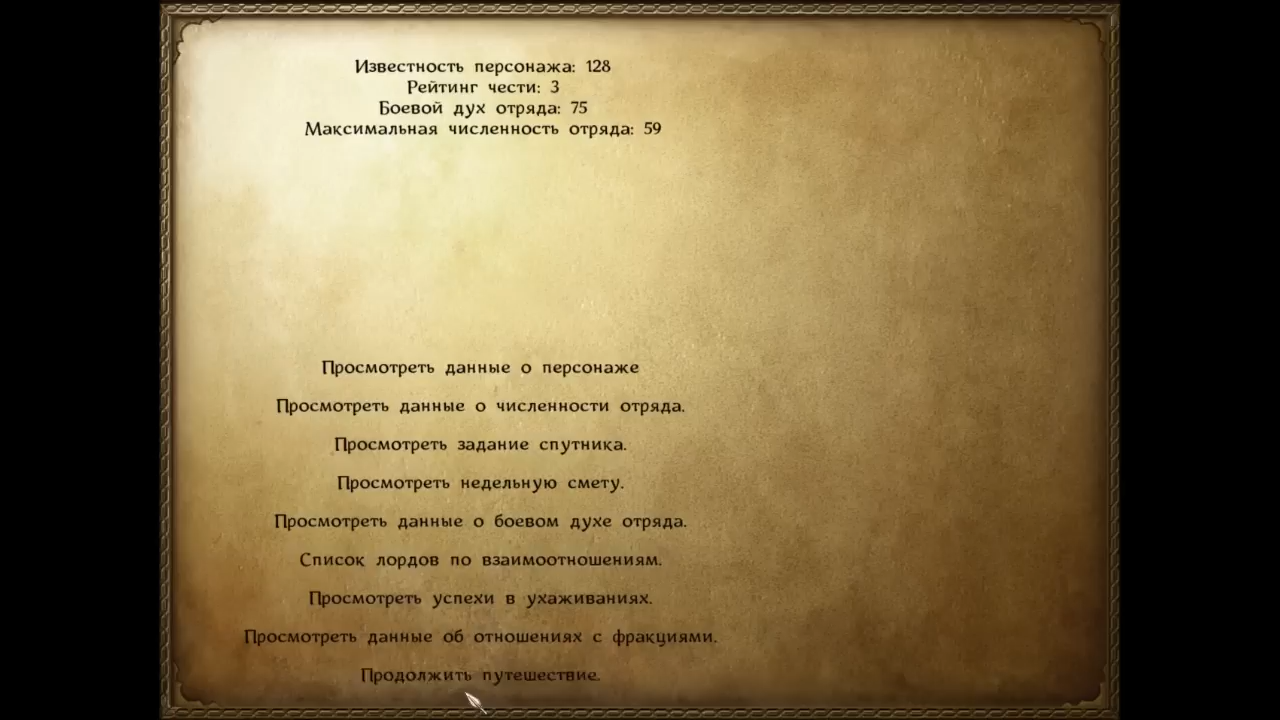 Известность персонажа: 128
Рейтинг чести: 3
Боевой дух отряда: 75
Максимальная численность отряда: 59
Просмотреть данные о персонаже
Просмотреть данные о численности отряда.
Просмотреть задание спутника.
Просмотреть недельную смету.
Просмотреть данные о боевом духе отряда.
Список лордов по взаимоотношениям.
Просмотреть успехи в ухаживаниях.
Просмотреть данные об отношениях с фракциями.
Продолжить путешествие.